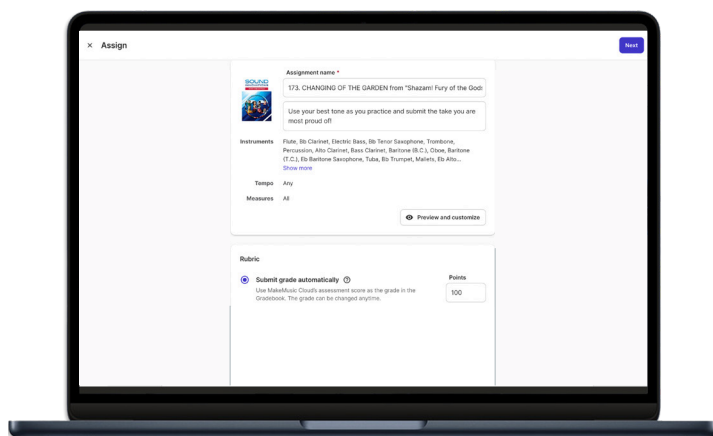 × Assign
Next
Assignment name *
SOUND
173. CHANGING OF THE GARDEN from "Shazam! Fury of the Gods
Use your best tone as you practice and submit the take you are
most proud of!
Instruments
Flute, Bb Clarinet, Electric Bass, Bb Tenor Saxophone, Trombone,
Percussion, Alto Clarinet, Bass Clarinet, Baritone (B.C.), Oboe, Baritone
(T.C.), Eb Baritone Saxophone, Tuba, Bb Trumpet, Mallets, Eb Alto...
Show more
Tempo Any
Measures All
Preview and customize
Rubric
Submit grade automatically
Points
Use MakeMusic Cloud's assessment score as the grade in the
Gradebook. The grade can be changed anytime.
100